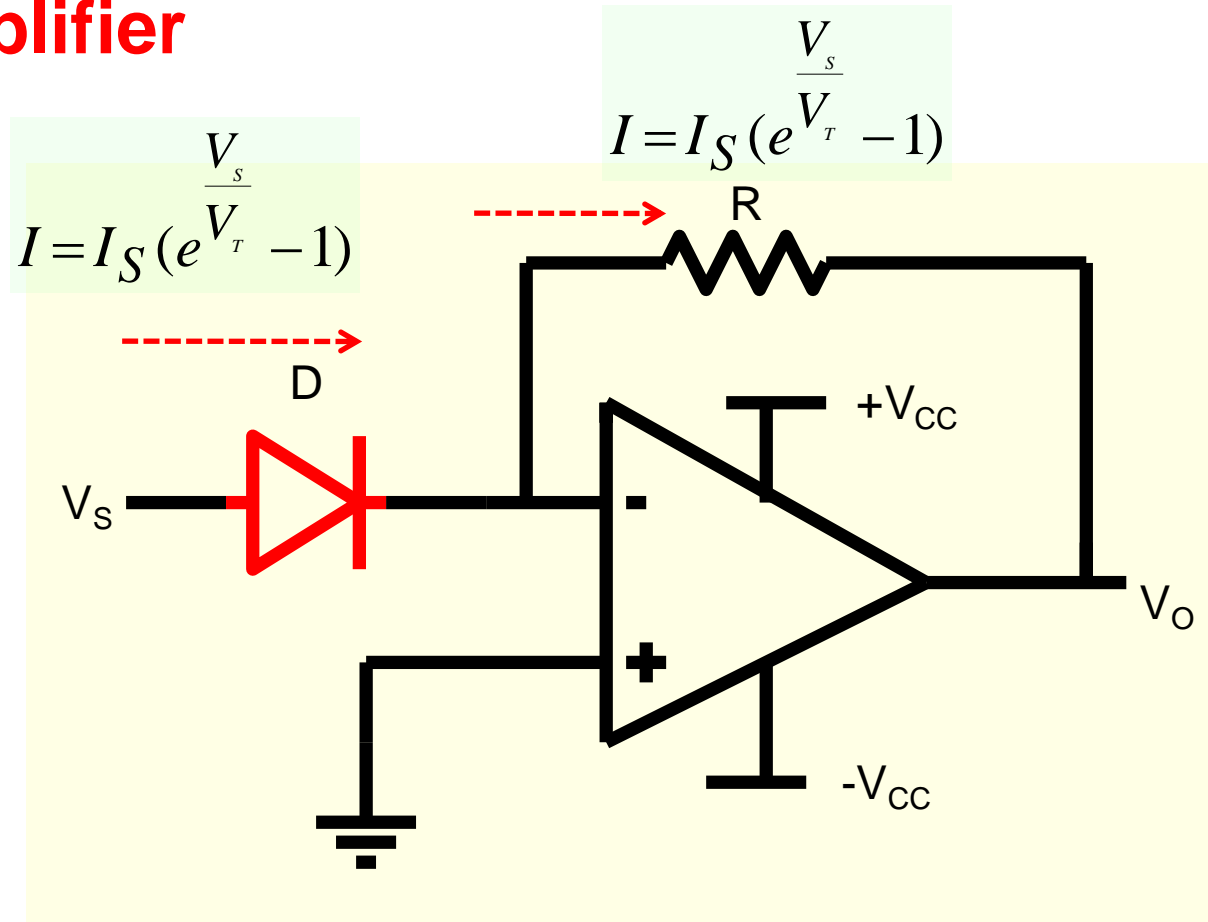 plifier
I = I_S (e^{V_s / V_T} − 1)
I = I_S (e^{V_s / V_T} − 1)
R
D
+V_CC
V_S
-
+
V_O
-V_CC